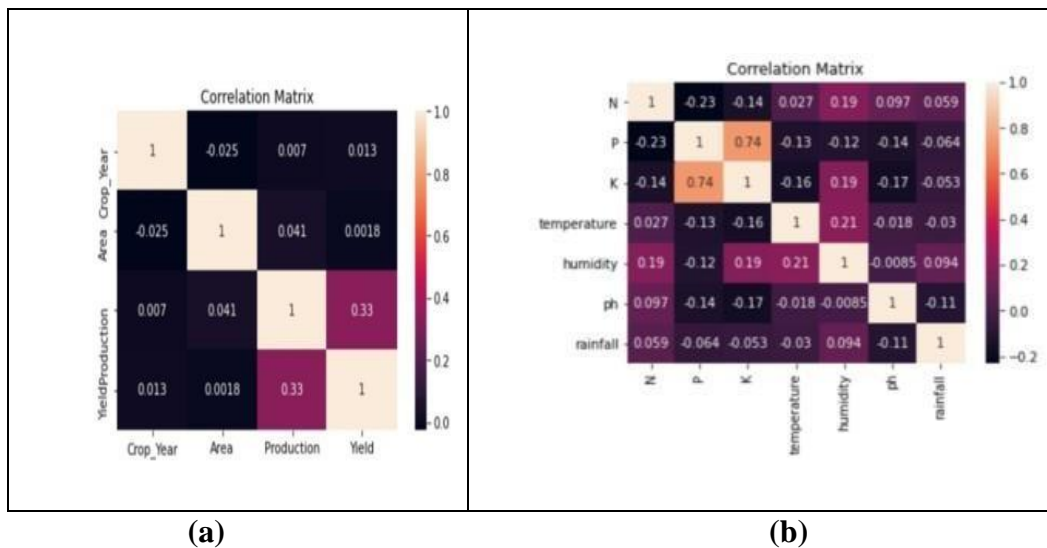 Correlation Matrix
1.0
Crop_Year 1 -0.025 0.007 0.013
0.8
Area -0.025 1 0.041 0.0018
0.6
0.4
Production 0.007 0.041 1 0.33
0.2
Yield 0.013 0.0018 0.33 1
0.0
Crop_Year Area Production Yield
(a)
Correlation Matrix
1.0
N 1 -0.23 -0.14 0.027 0.19 0.097 0.059
0.8
P -0.23 1 0.74 -0.13 -0.12 -0.14 -0.064
K -0.14 0.74 1 -0.16 0.19 -0.17 -0.053
0.6
temperature 0.027 -0.13 -0.16 1 0.21 -0.018 -0.03
0.4
humidity 0.19 -0.12 0.19 0.21 1 -0.0085 0.094
0.2
ph 0.097 -0.14 -0.17 -0.018 -0.0085 1 -0.11
0.0
rainfall 0.059 -0.064 -0.053 -0.03 0.094 -0.11 1
-0.2
N P K temperature humidity ph rainfall
(b)